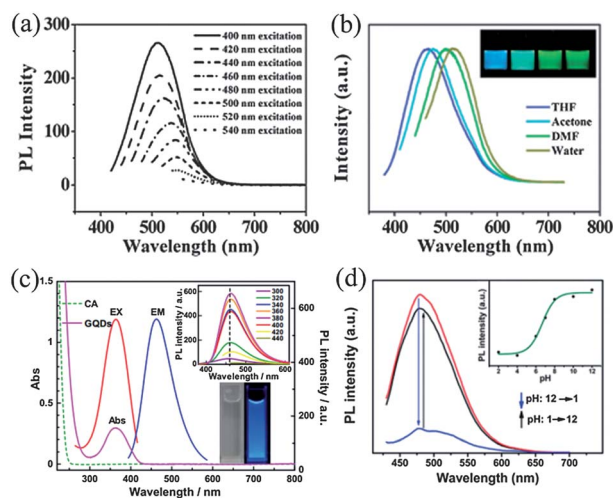 (a)
PL Intensity
300
200
100
0
400 nm excitation
420 nm excitation
440 nm excitation
460 nm excitation
480 nm excitation
500 nm excitation
520 nm excitation
540 nm excitation
400 500 600 700 800
Wavelength (nm)
(b)
Intensity (a.u.)
THF
Acetone
DMF
Water
400 500 600 700 800
Wavelength (nm)
(c)
Abs
1.5
1
0.5
0
CA
GQDs
EX
EM
Abs
PL intensity / a.u.
600
400
200
0
300
320
340
360
380
400
420
440
400 500 600
Wavelength / nm
PL Intensity / a.u.
600
400
200
0
300 400 500 600 700 800
Wavelength / nm
(d)
PL intensity (a.u.)
PL intensity (a.u.)
2 4 6 8 10 12
pH
pH: 12→1
pH: 1→12
450 500 550 600 650 700
Wavelength (nm)